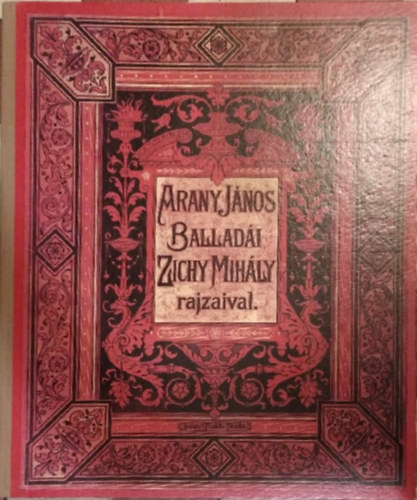 ARANY JÁNOS
BALLADÁI
ZICHY MIHÁLY
rajzaival.